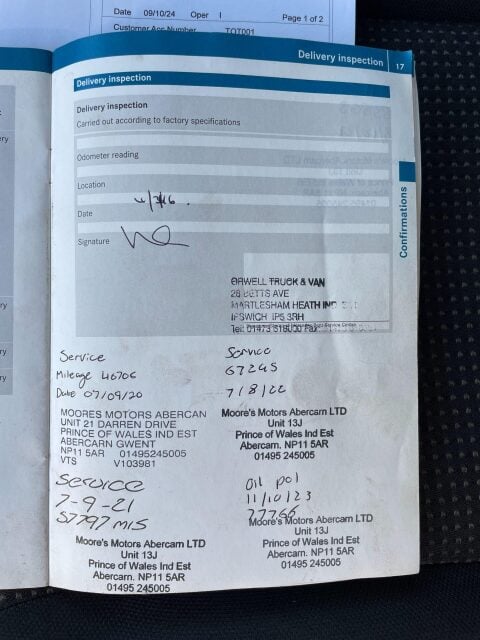 Date 09/10/24 Oper I Page 1 of 2
Customer Acc Number TOT001
Delivery inspection 17
Delivery inspection
Delivery inspection
Carried out according to factory specifications
Odometer reading
Location
Date
Signature
Confirmations
ORWELL TRUCK & VAN
28 BETTS AVE
MARTLESHAM HEATH IND
IPSWICH IP5 3RH
Tel: 01473 Fax
Service
Mileage 46706
Date 07/09/20
MOORES MOTORS ABERCAN
UNIT 21 DARREN DRIVE
PRINCE OF WALES IND EST
ABERCARN GWENT
NP11 5AR 01495245005
VTS V103981
Service
67245
7/8/22
Moore's Motors Abercarn LTD
Unit 13J
Prince of Wales Ind Est
Abercarn. NP11 5AR
01495 245005
Service
7-9-21
57797 MIS
Moore's Motors Abercarn LTD
Unit 13J
Prince of Wales Ind Est
Abercarn. NP11 5AR
01495 245005
Oil
11/10/23
77766
Moore's Motors Abercarn LTD
Unit 13J
Prince of Wales Ind Est
Abercarn. NP11 5AR
01495 245005